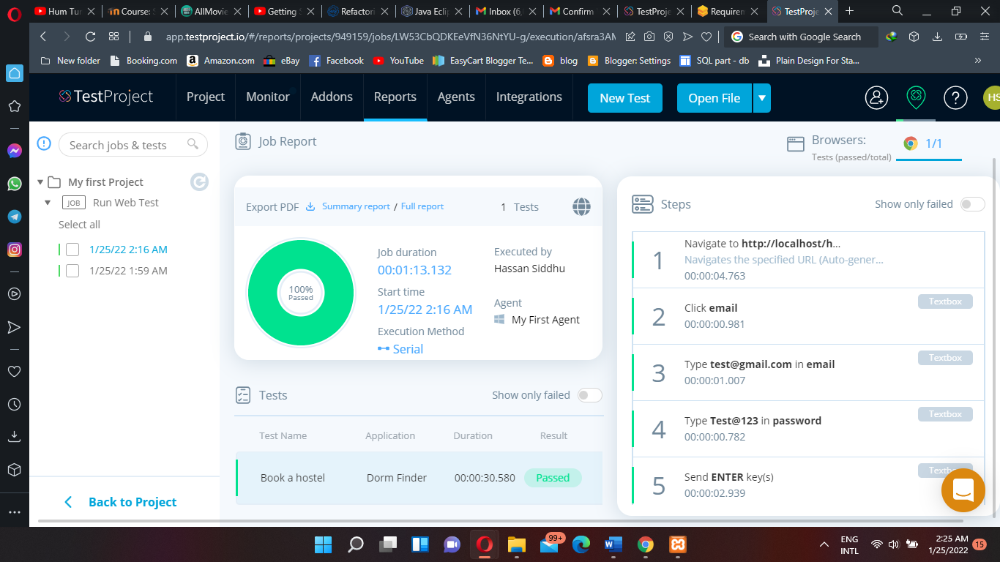 Hum Tur
Course: S
AllMovie
Getting S
Refactori
Java Ecli
Inbox (6,
Confirm
TestProje
Requirem
TestProje
app.testproject.io/#/reports/projects/949159/jobs/LW53CbQDKEeVfN36NtYU-g/execution/afsra3AM
Search with Google Search
New folder
Booking.com
Amazon.com
eBay
Facebook
YouTube
EasyCart Blogger Te...
blog
Blogger: Settings
SQL part - db
Plain Design For Sta...
TestProject
Project
Monitor
Addons
Reports
Agents
Integrations
New Test
Open File
HS
Search jobs & tests
My first Project
JOB Run Web Test
Select all
1/25/22 2:16 AM
1/25/22 1:59 AM
Back to Project
Job Report
Browsers:
Tests (passed/total)
1/1
Export PDF Summary report / Full report
1 Tests
100%
Passed
Job duration
00:01:13.132
Start time
1/25/22 2:16 AM
Execution Method
Serial
Executed by
Hassan Siddhu
Agent
My First Agent
Tests
Show only failed
Test Name Application Duration Result
Book a hostel Dorm Finder 00:00:30.580 Passed
Steps
Show only failed
1
Navigate to http://localhost/h...
Navigates the specified URL (Auto-gener...
00:00:04.763
2
Click email
00:00:00.981
Textbox
3
Type test@gmail.com in email
00:00:01.007
Textbox
4
Type Test@123 in password
00:00:00.782
Textbox
5
Send ENTER key(s)
00:00:02.939
99+
ENG
INTL
2:25 AM
1/25/2022
15